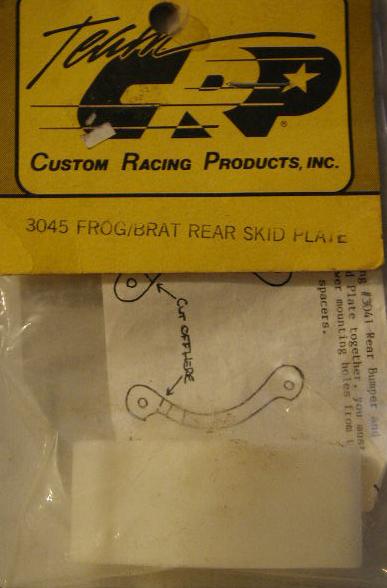 Team
CRP
®
CUSTOM RACING PRODUCTS, INC.
3045 FROG/BRAT REAR SKID PLATE
CUT OFF HERE
#3041 Rear Bumper and
Plate together, you must
mounting holes from
spacers.